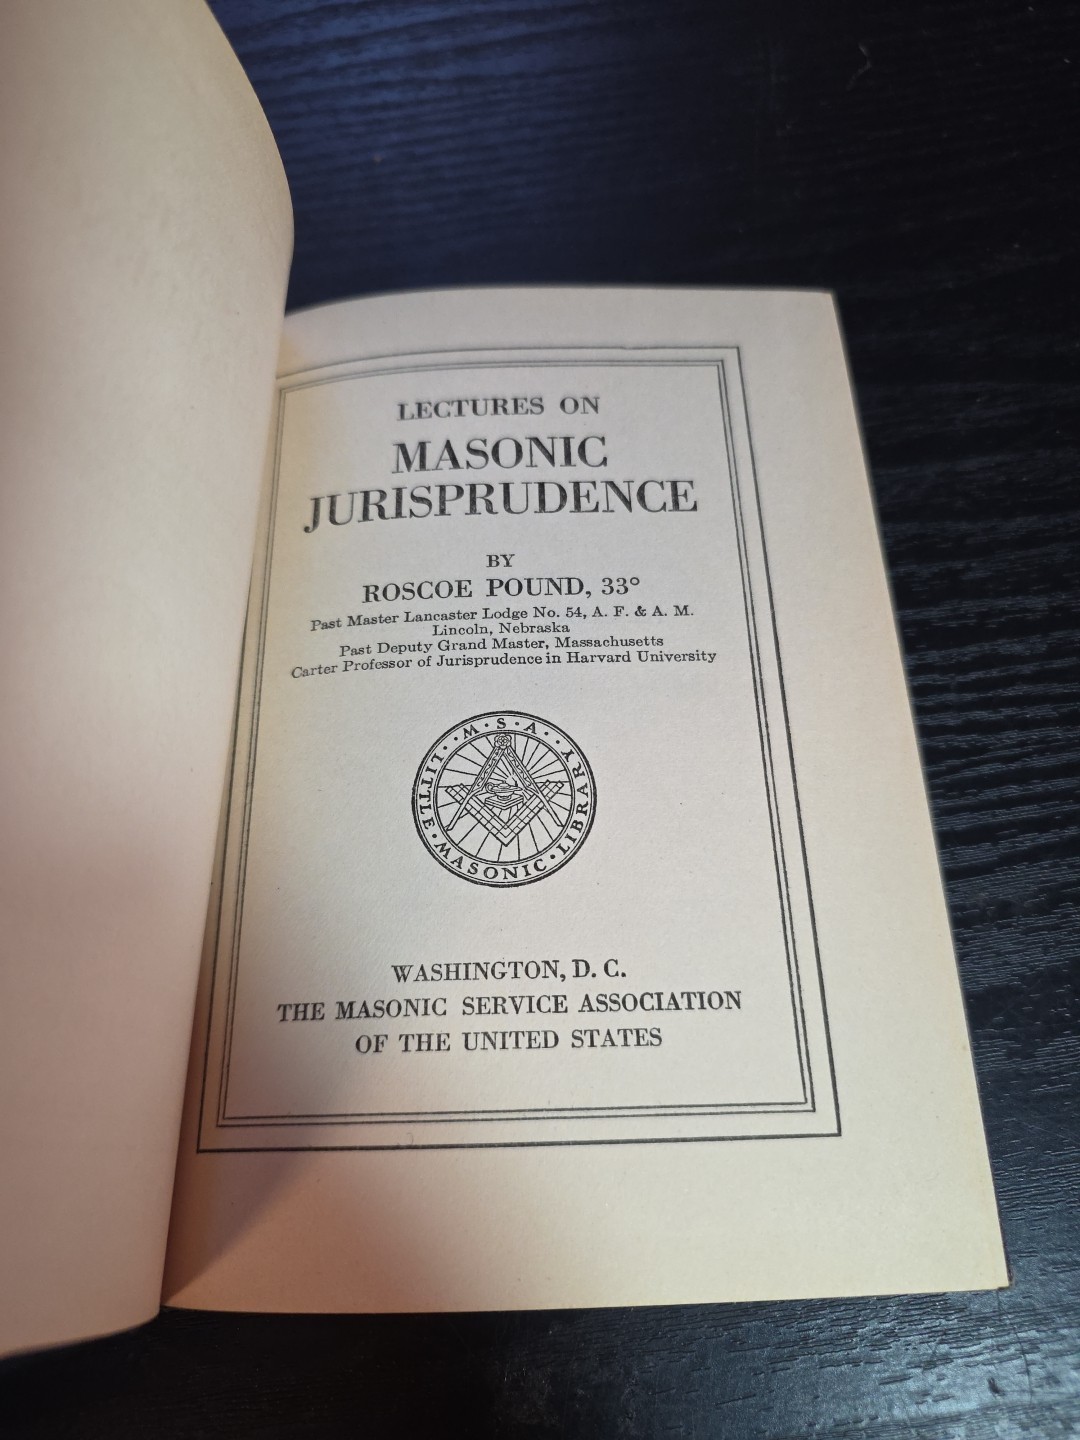 LECTURES ON
MASONIC
JURISPRUDENCE
BY
ROSCOE POUND, 33°
Past Master Lancaster Lodge No. 54, A. F. & A. M.
Lincoln, Nebraska
Past Deputy Grand Master, Massachusetts
Carter Professor of Jurisprudence in Harvard University
· M · S · A ·
LITTLE · MASONIC · LIBRARY
WASHINGTON, D. C.
THE MASONIC SERVICE ASSOCIATION
OF THE UNITED STATES